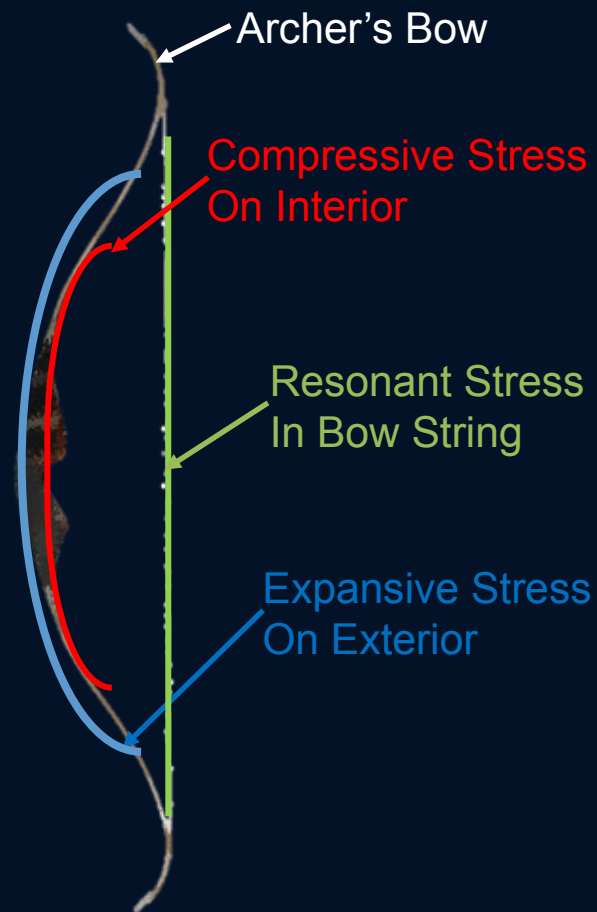 Archer's Bow
Compressive Stress
On Interior
Resonant Stress
In Bow String
Expansive Stress
On Exterior